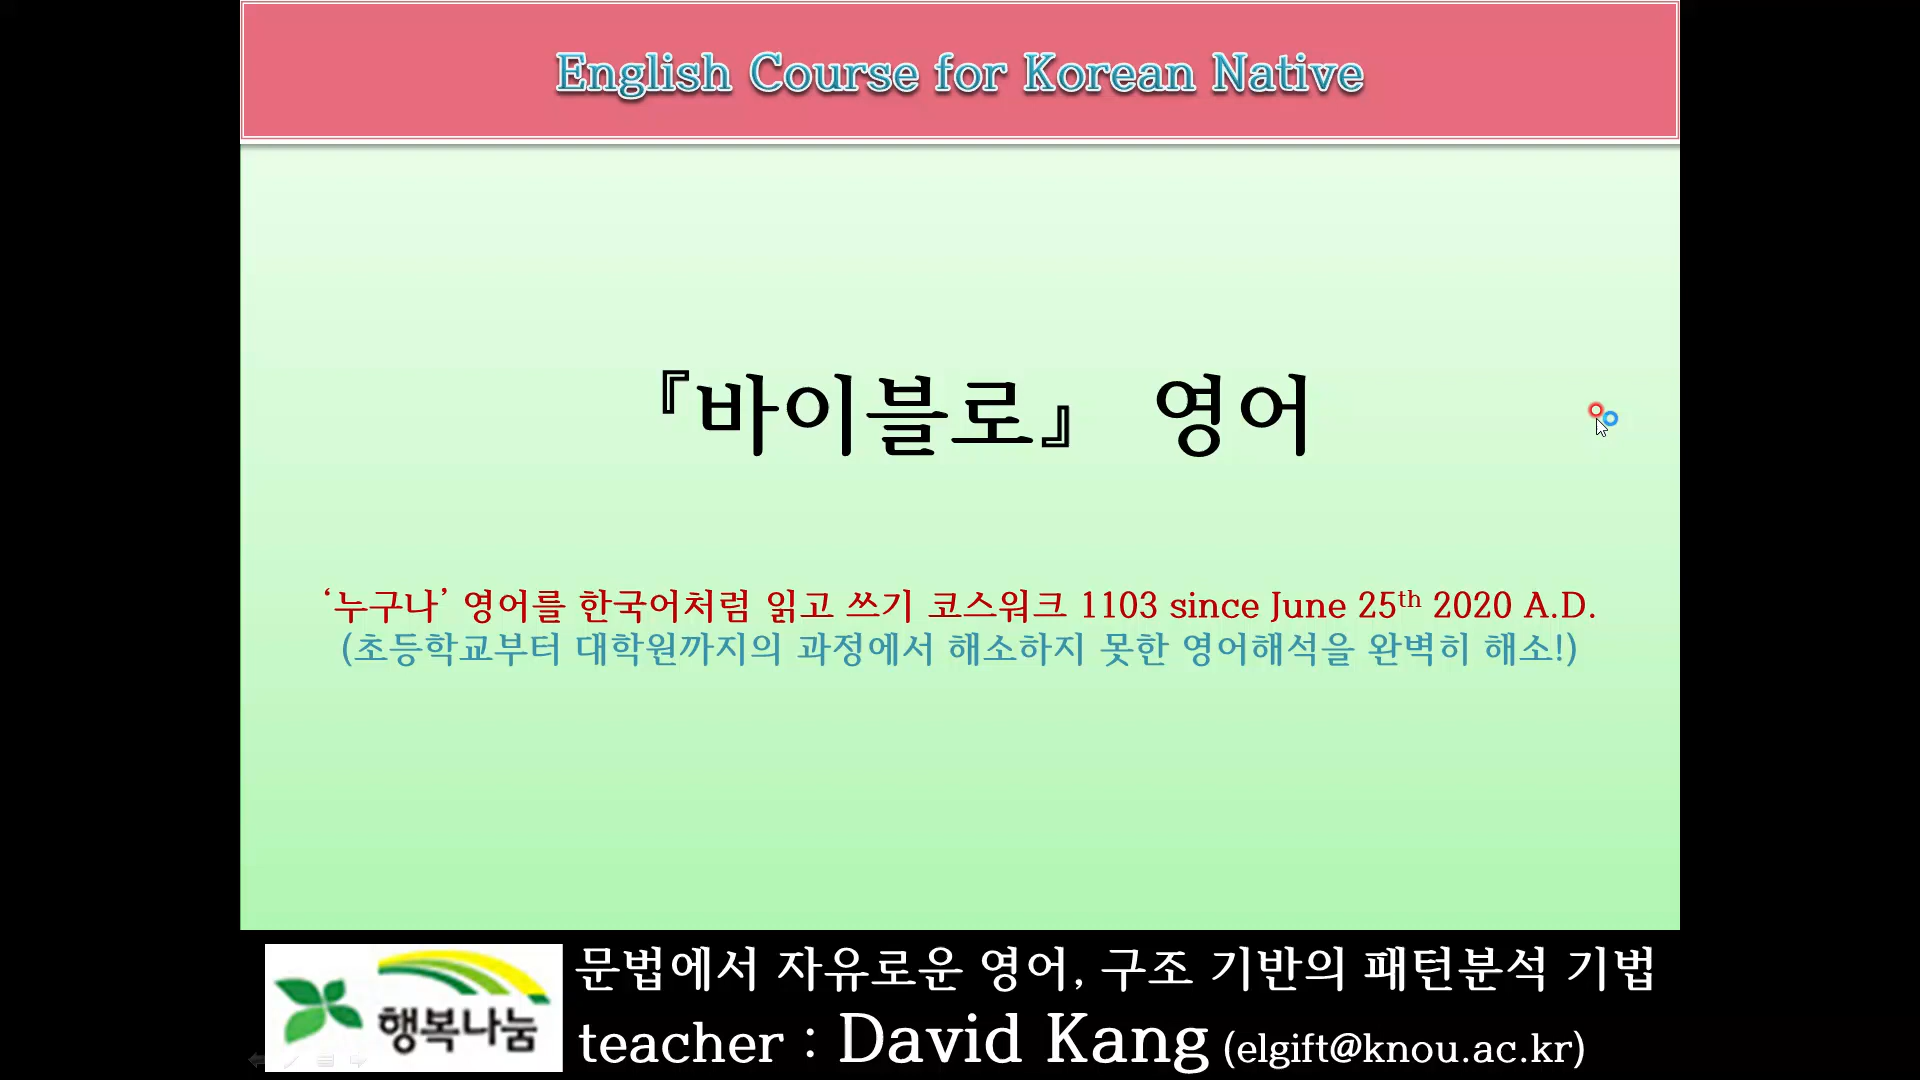 English Course for Korean Native
『바이블로』 영어
‘누구나’ 영어를 한국어처럼 읽고 쓰기 코스워크 1103 since June 25th 2020 A.D.
(초등학교부터 대학원까지의 과정에서 해소하지 못한 영어해석을 완벽히 해소!)
행복나눔
문법에서 자유로운 영어, 구조 기반의 패턴분석 기법
teacher : David Kang (elgift@knou.ac.kr)